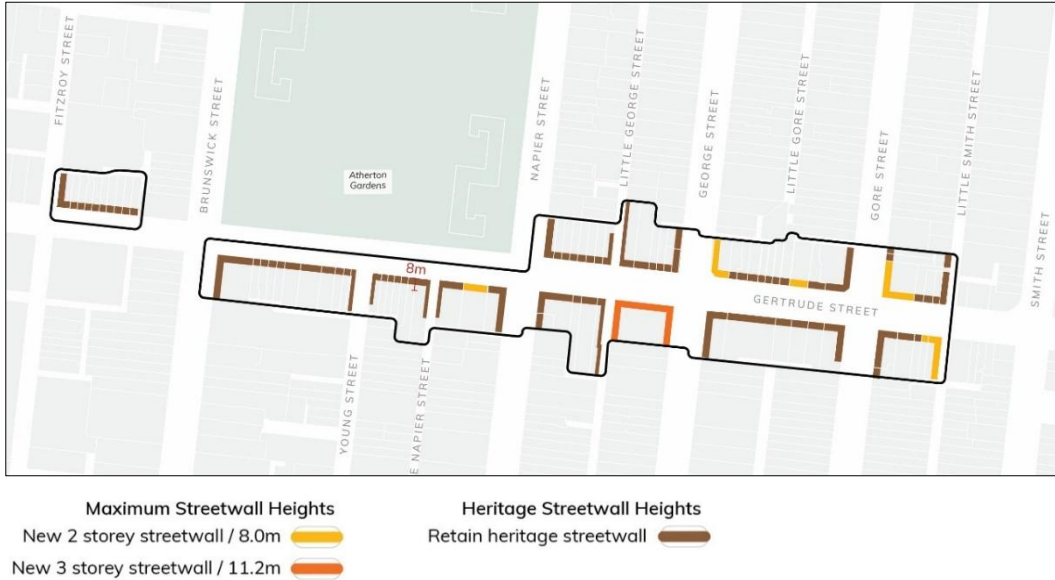 FITZROY STREET
BRUNSWICK STREET
Atherton
Gardens
NAPIER STREET
LITTLE GEORGE STREET
GEORGE STREET
LITTLE GORE STREET
GORE STREET
LITTLE SMITH STREET
SMITH STREET
8m
1
GERTRUDE STREET
YOUNG STREET
E NAPIER STREET
Maximum Streetwall Heights
New 2 storey streetwall / 8.0m
New 3 storey streetwall / 11.2m
Heritage Streetwall Heights
Retain heritage streetwall